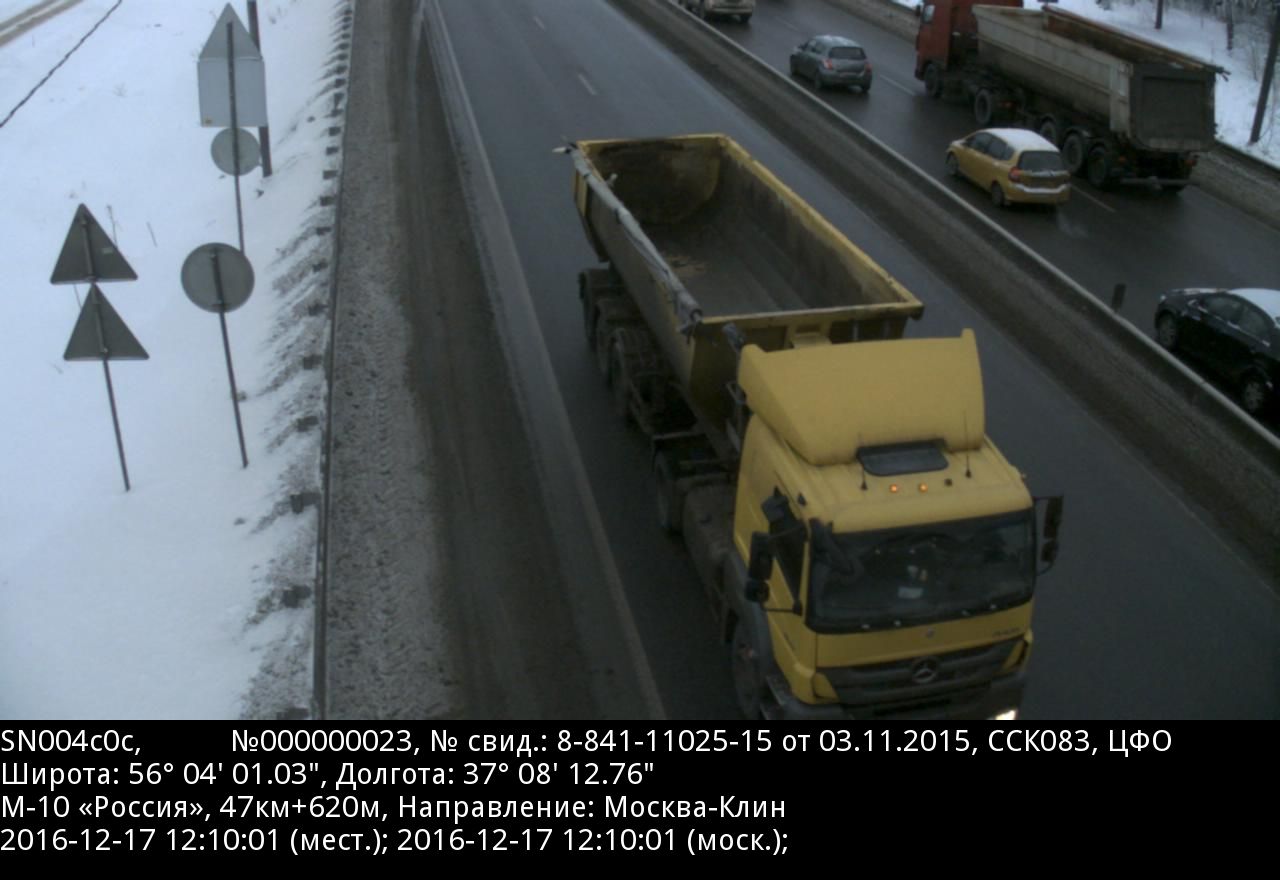 SN004c0c, №000000023, № свид.: 8-841-11025-15 от 03.11.2015, ССК083, ЦФО
Широта: 56° 04' 01.03", Долгота: 37° 08' 12.76"
М-10 «Россия», 47км+620м, Направление: Москва-Клин
2016-12-17 12:10:01 (мест.); 2016-12-17 12:10:01 (моск.);